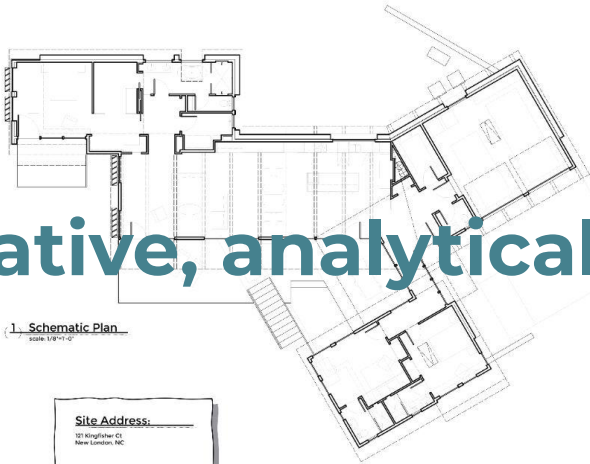 ative, analytical
1 Schematic Plan
scale: 1/8"=1'-0"
Site Address:
121 Kingfisher Ct
New London, NC